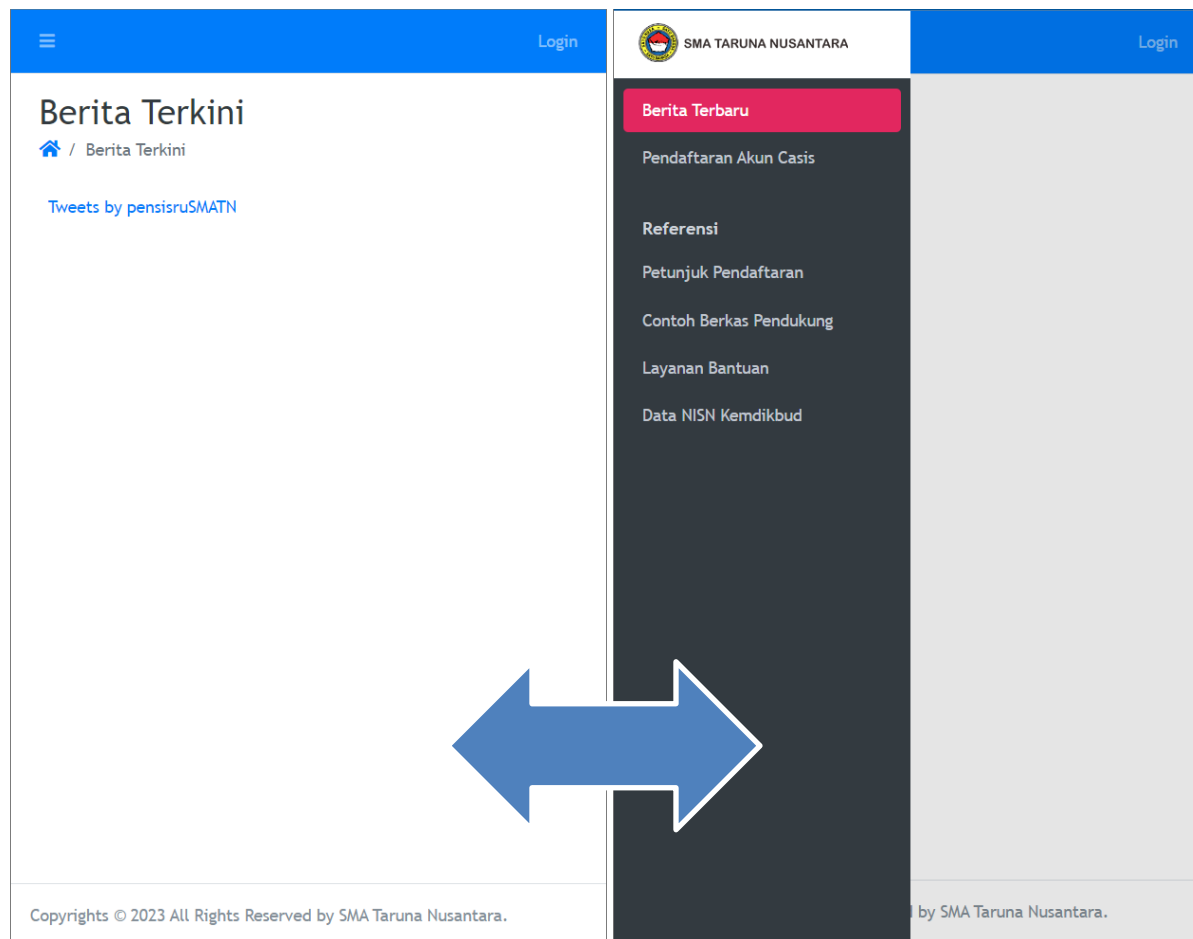 Login
Berita Terkini
/ Berita Terkini
Tweets by pensisruSMATN
Copyrights © 2023 All Rights Reserved by SMA Taruna Nusantara.
SMA TARUNA NUSANTARA
Login
Berita Terbaru
Pendaftaran Akun Casis
Referensi
Petunjuk Pendaftaran
Contoh Berkas Pendukung
Layanan Bantuan
Data NISN Kemdikbud
by SMA Taruna Nusantara.